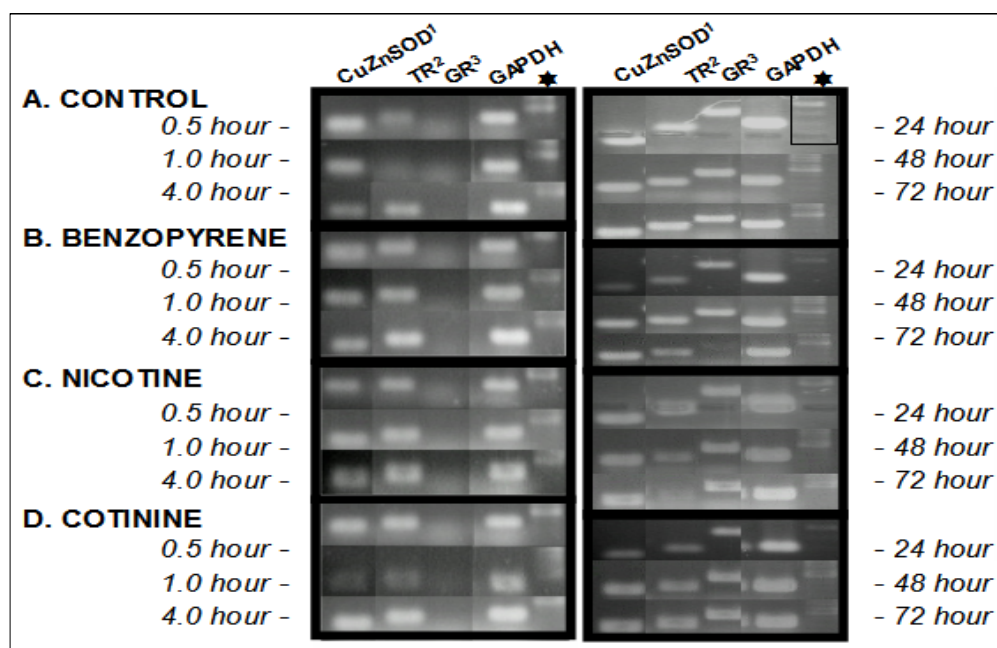 CuZnSOD¹ TR² GR³ GAPDH ★ CuZnSOD¹ TR² GR³ GAPDH ★
A. CONTROL
0.5 hour - - 24 hour
1.0 hour - - 48 hour
4.0 hour - - 72 hour
B. BENZOPYRENE
0.5 hour - - 24 hour
1.0 hour - - 48 hour
4.0 hour - - 72 hour
C. NICOTINE
0.5 hour - - 24 hour
1.0 hour - - 48 hour
4.0 hour - - 72 hour
D. COTININE
0.5 hour - - 24 hour
1.0 hour - - 48 hour
4.0 hour - - 72 hour